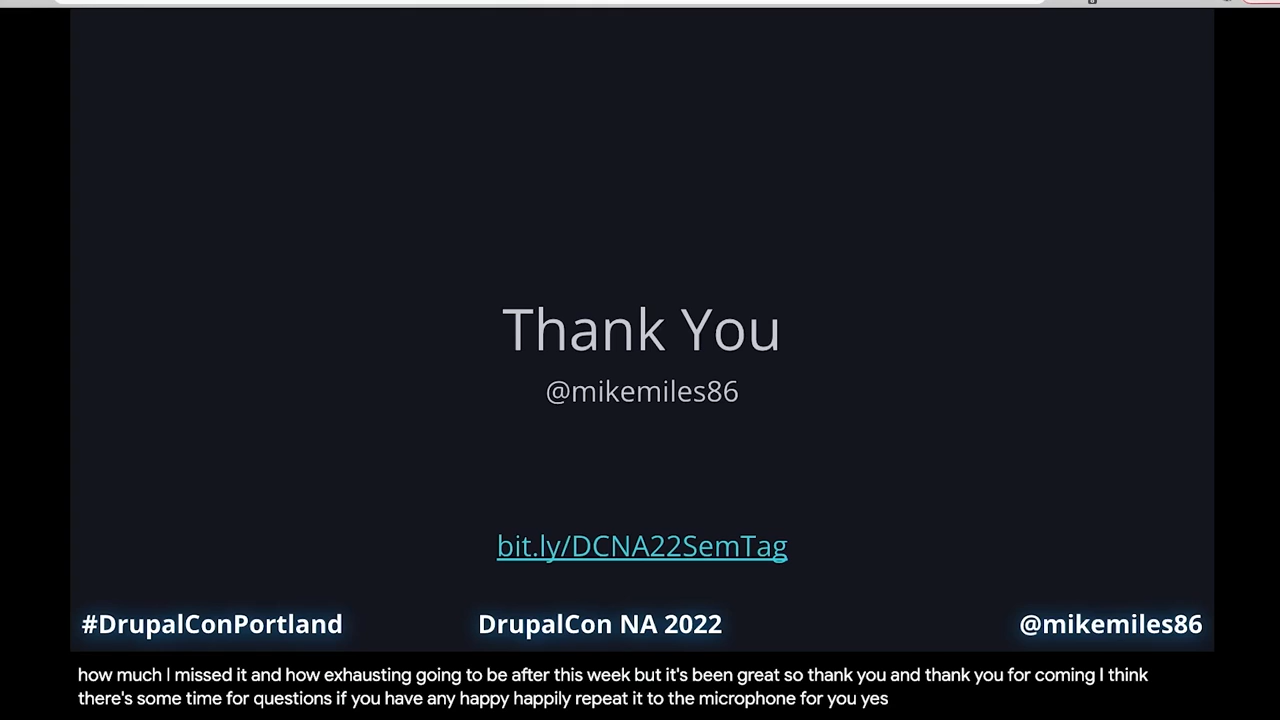 Thank You
@mikemiles86
bit.ly/DCNA22SemTag
#DrupalConPortland
DrupalCon NA 2022
@mikemiles86
how much I missed it and how exhausting going to be after this week but it's been great so thank you and thank you for coming I think
there's some time for questions if you have any happy happily repeat it to the microphone for you yes